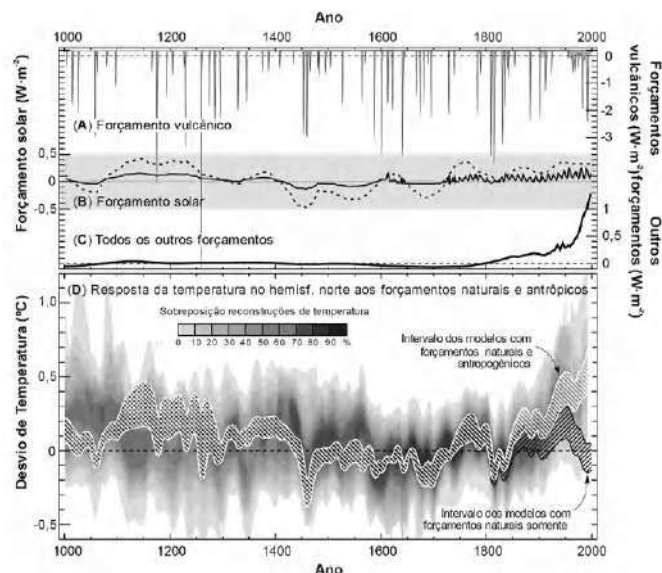 Ano
1000 1200 1400 1600 1800 2000
Forçamento solar (W·m-2)
0
-1
-2
-3
Forçamentos
vulcânicos (W·m-2)
(A) Forçamento vulcânico
0,5
0
-0,5
(B) Forçamento solar
(C) Todos os outros forçamentos
1
0
Outros
forçamentos (W·m-2)
(D) Resposta da temperatura no hemisf. norte aos forçamentos naturais e antrôpicos
Sobreposição reconstruções de temperatura
0 10 20 30 40 50 60 70 80 90 %
Intervalo dos modelos com
forçamentos naturais e
antropogênicos
Desvio de Temperatura (ºC)
1,0
0,5
0
-0,5
Intervalo dos modelos com
forçamentos naturais somente
1000 1200 1400 1600 1800 2000
Ano